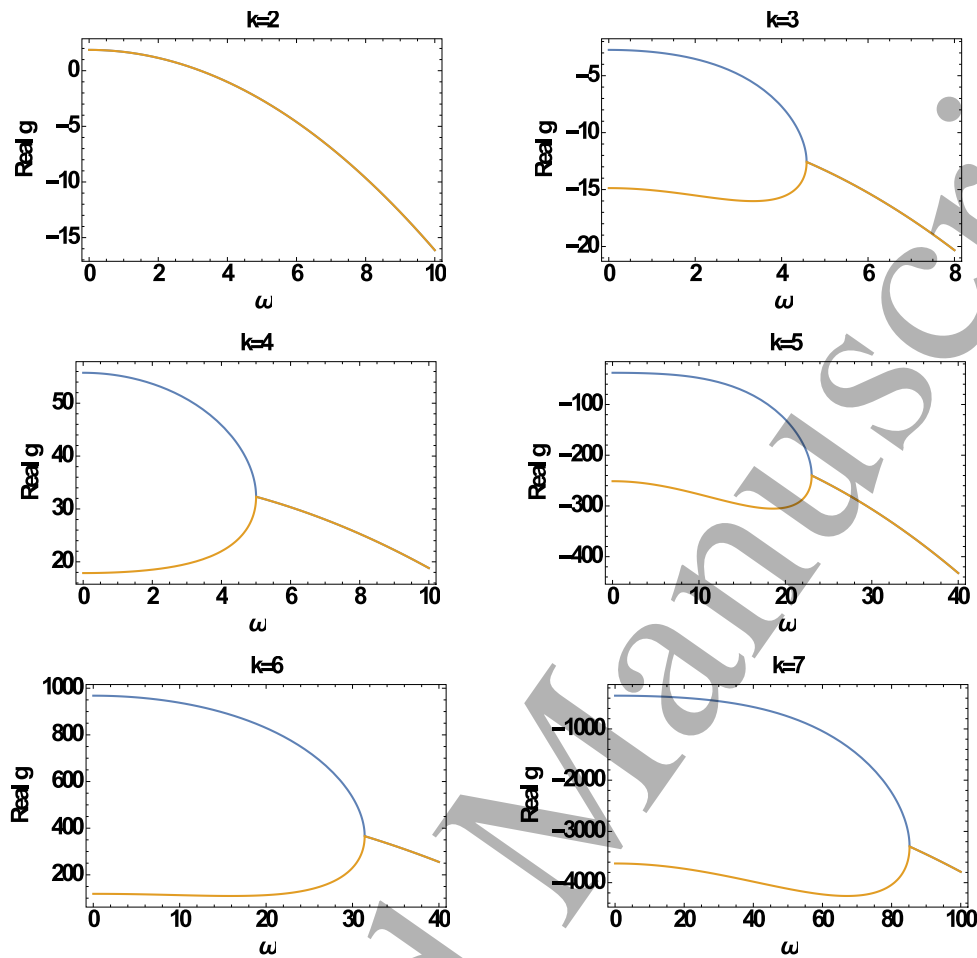 k=2
Real g
0
−5
−10
−15
0 2 4 6 8 10
ω
k=3
Real g
−5
−10
−15
−20
0 2 4 6 8
ω
k=4
Real g
50
40
30
20
0 2 4 6 8 10
ω
k=5
Real g
−100
−200
−300
−400
0 10 20 30 40
ω
k=6
Real g
1000
800
600
400
200
0 10 20 30 40
ω
k=7
Real g
−1000
−2000
−3000
−4000
0 20 40 60 80 100
ω
Manuscri